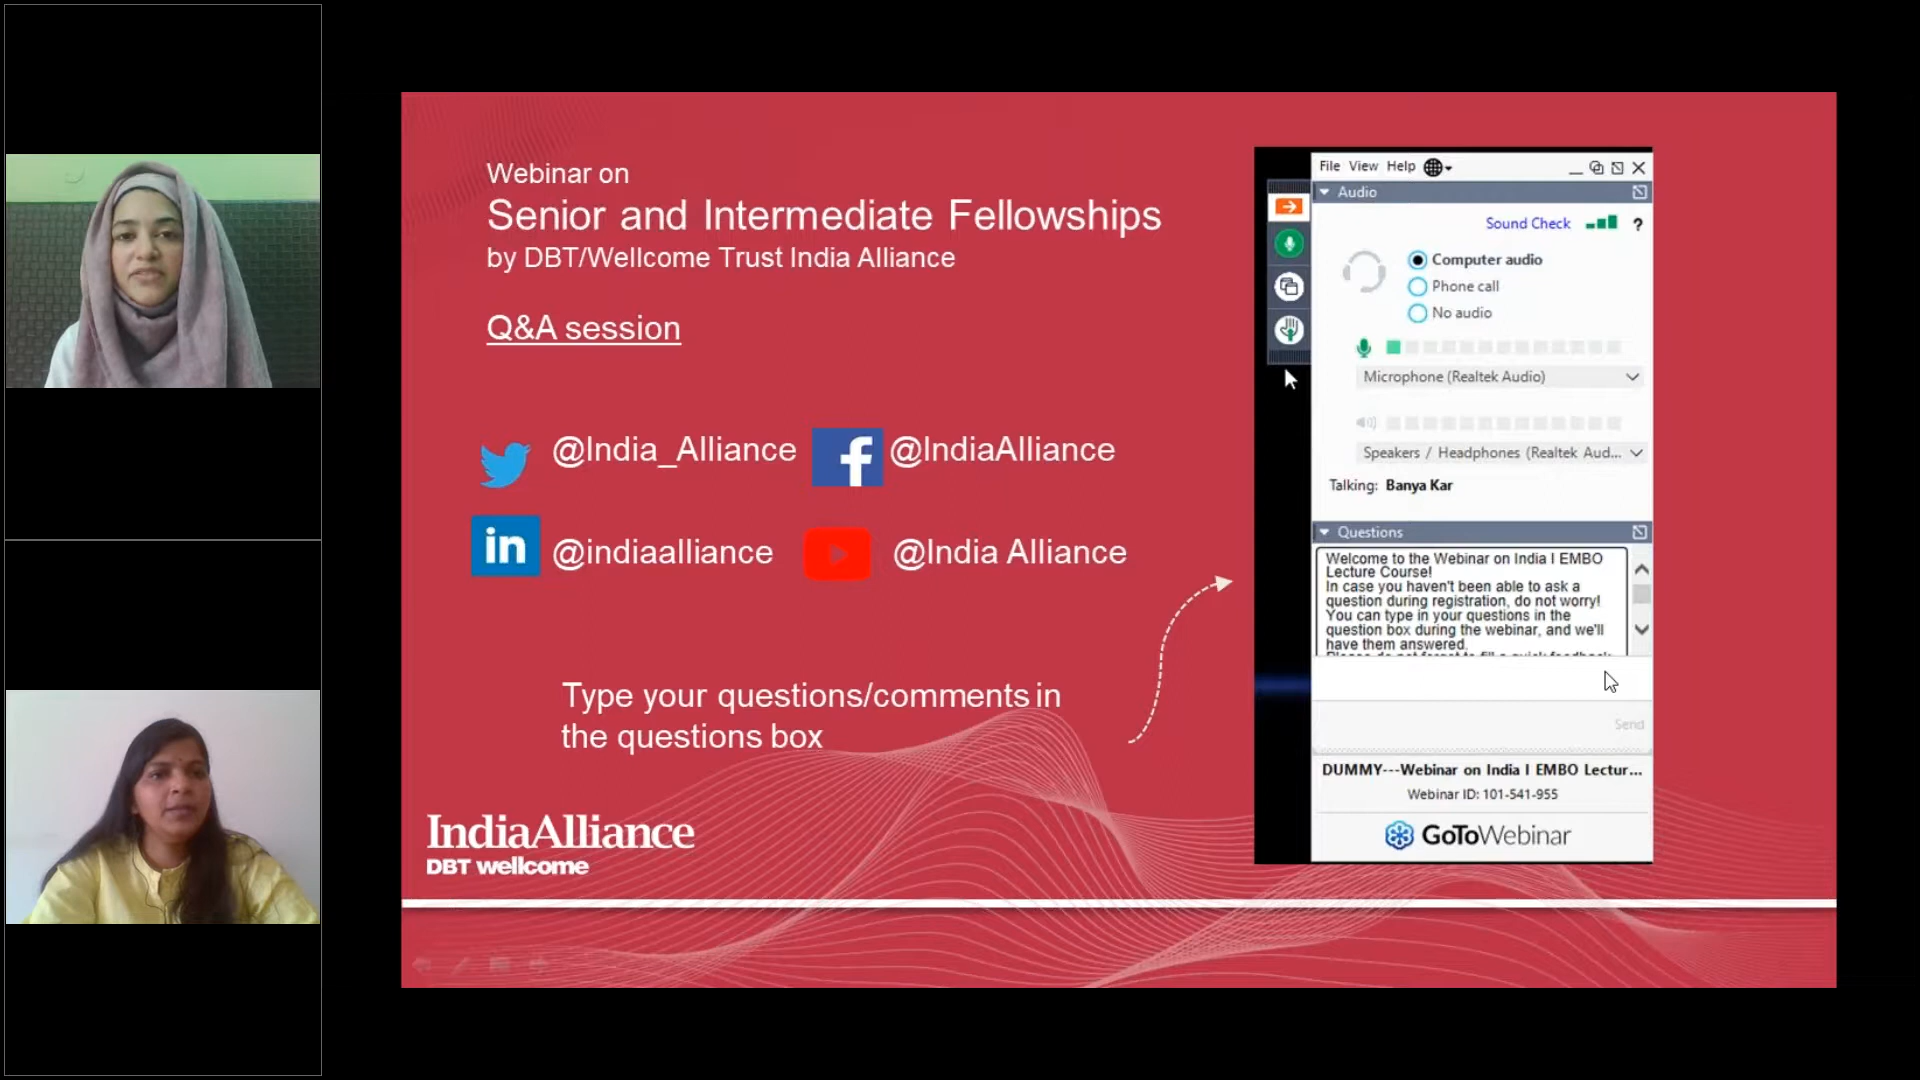 Webinar on
Senior and Intermediate Fellowships
by DBT/Wellcome Trust India Alliance
Q&A session
@India_Alliance
@IndiaAlliance
in
@indiaalliance
@India Alliance
Type your questions/comments in
the questions box
IndiaAlliance
DBT wellcome
File View Help
Audio
Sound Check
?
Computer audio
Phone call
No audio
Microphone (Realtek Audio)
Speakers / Headphones (Realtek Aud...
Talking: Banya Kar
Questions
Welcome to the Webinar on India I EMBO
Lecture Course!
In case you haven't been able to ask a
question during registration, do not worry!
You can type in your questions in the
question box during the webinar, and we'll
have them answered.
Send
DUMMY---Webinar on India I EMBO Lectur...
Webinar ID: 101-541-955
GoToWebinar